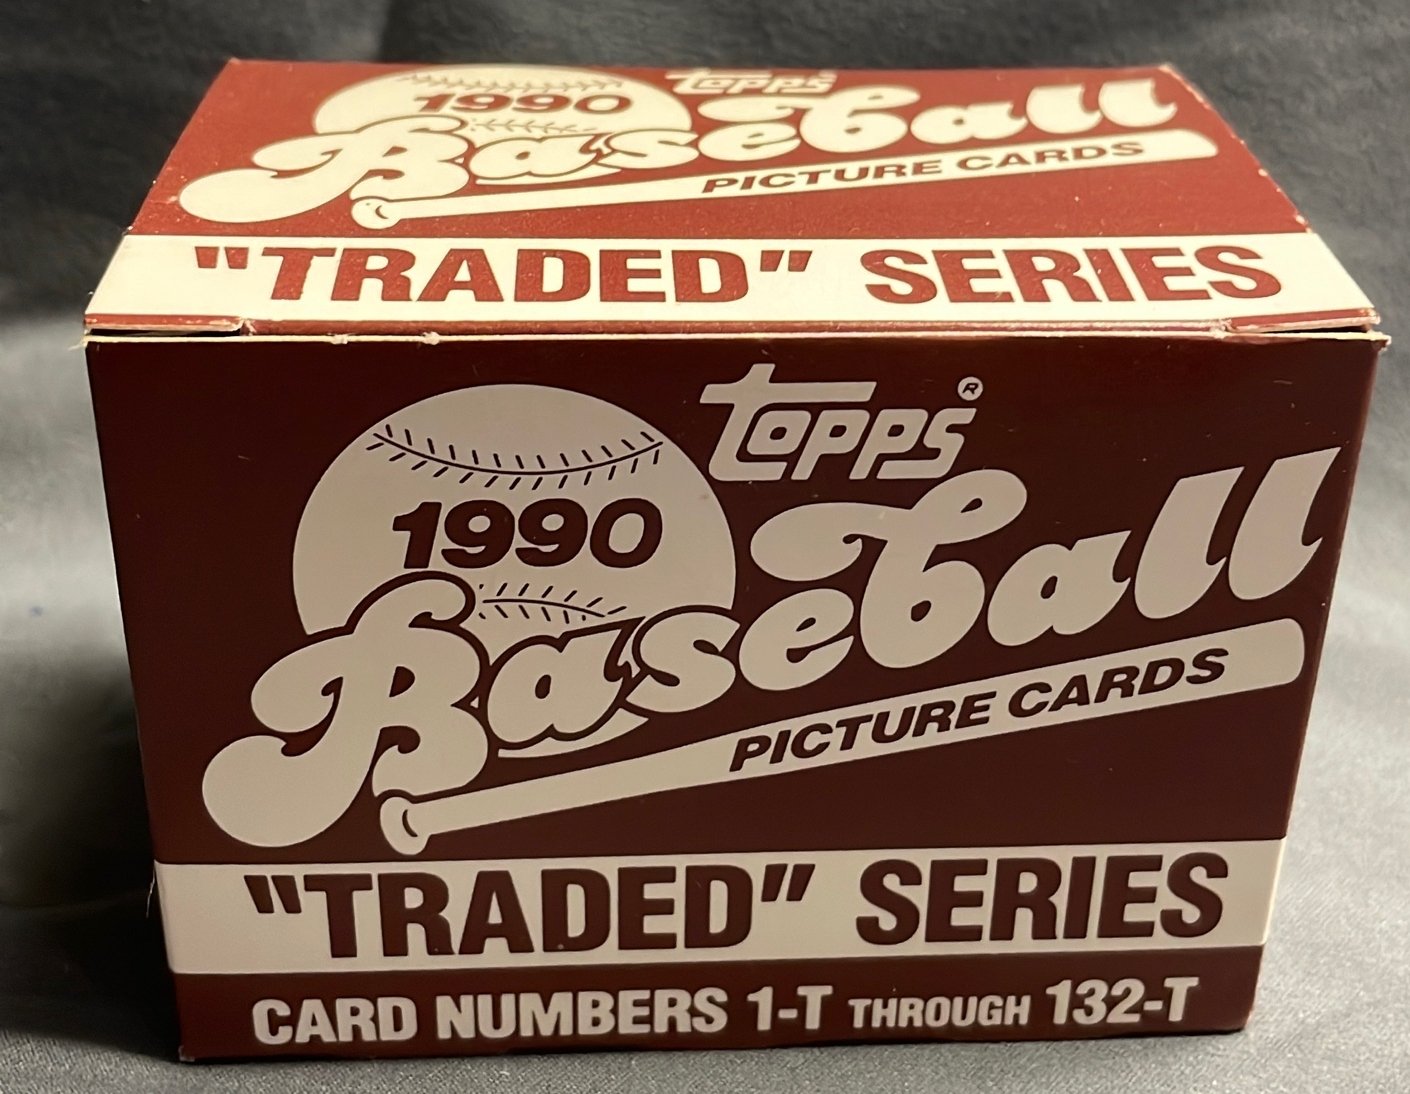 topps
1990
Baseball
PICTURE CARDS
"TRADED" SERIES
topps®
1990
Baseball
PICTURE CARDS
"TRADED" SERIES
CARD NUMBERS 1-T THROUGH 132-T